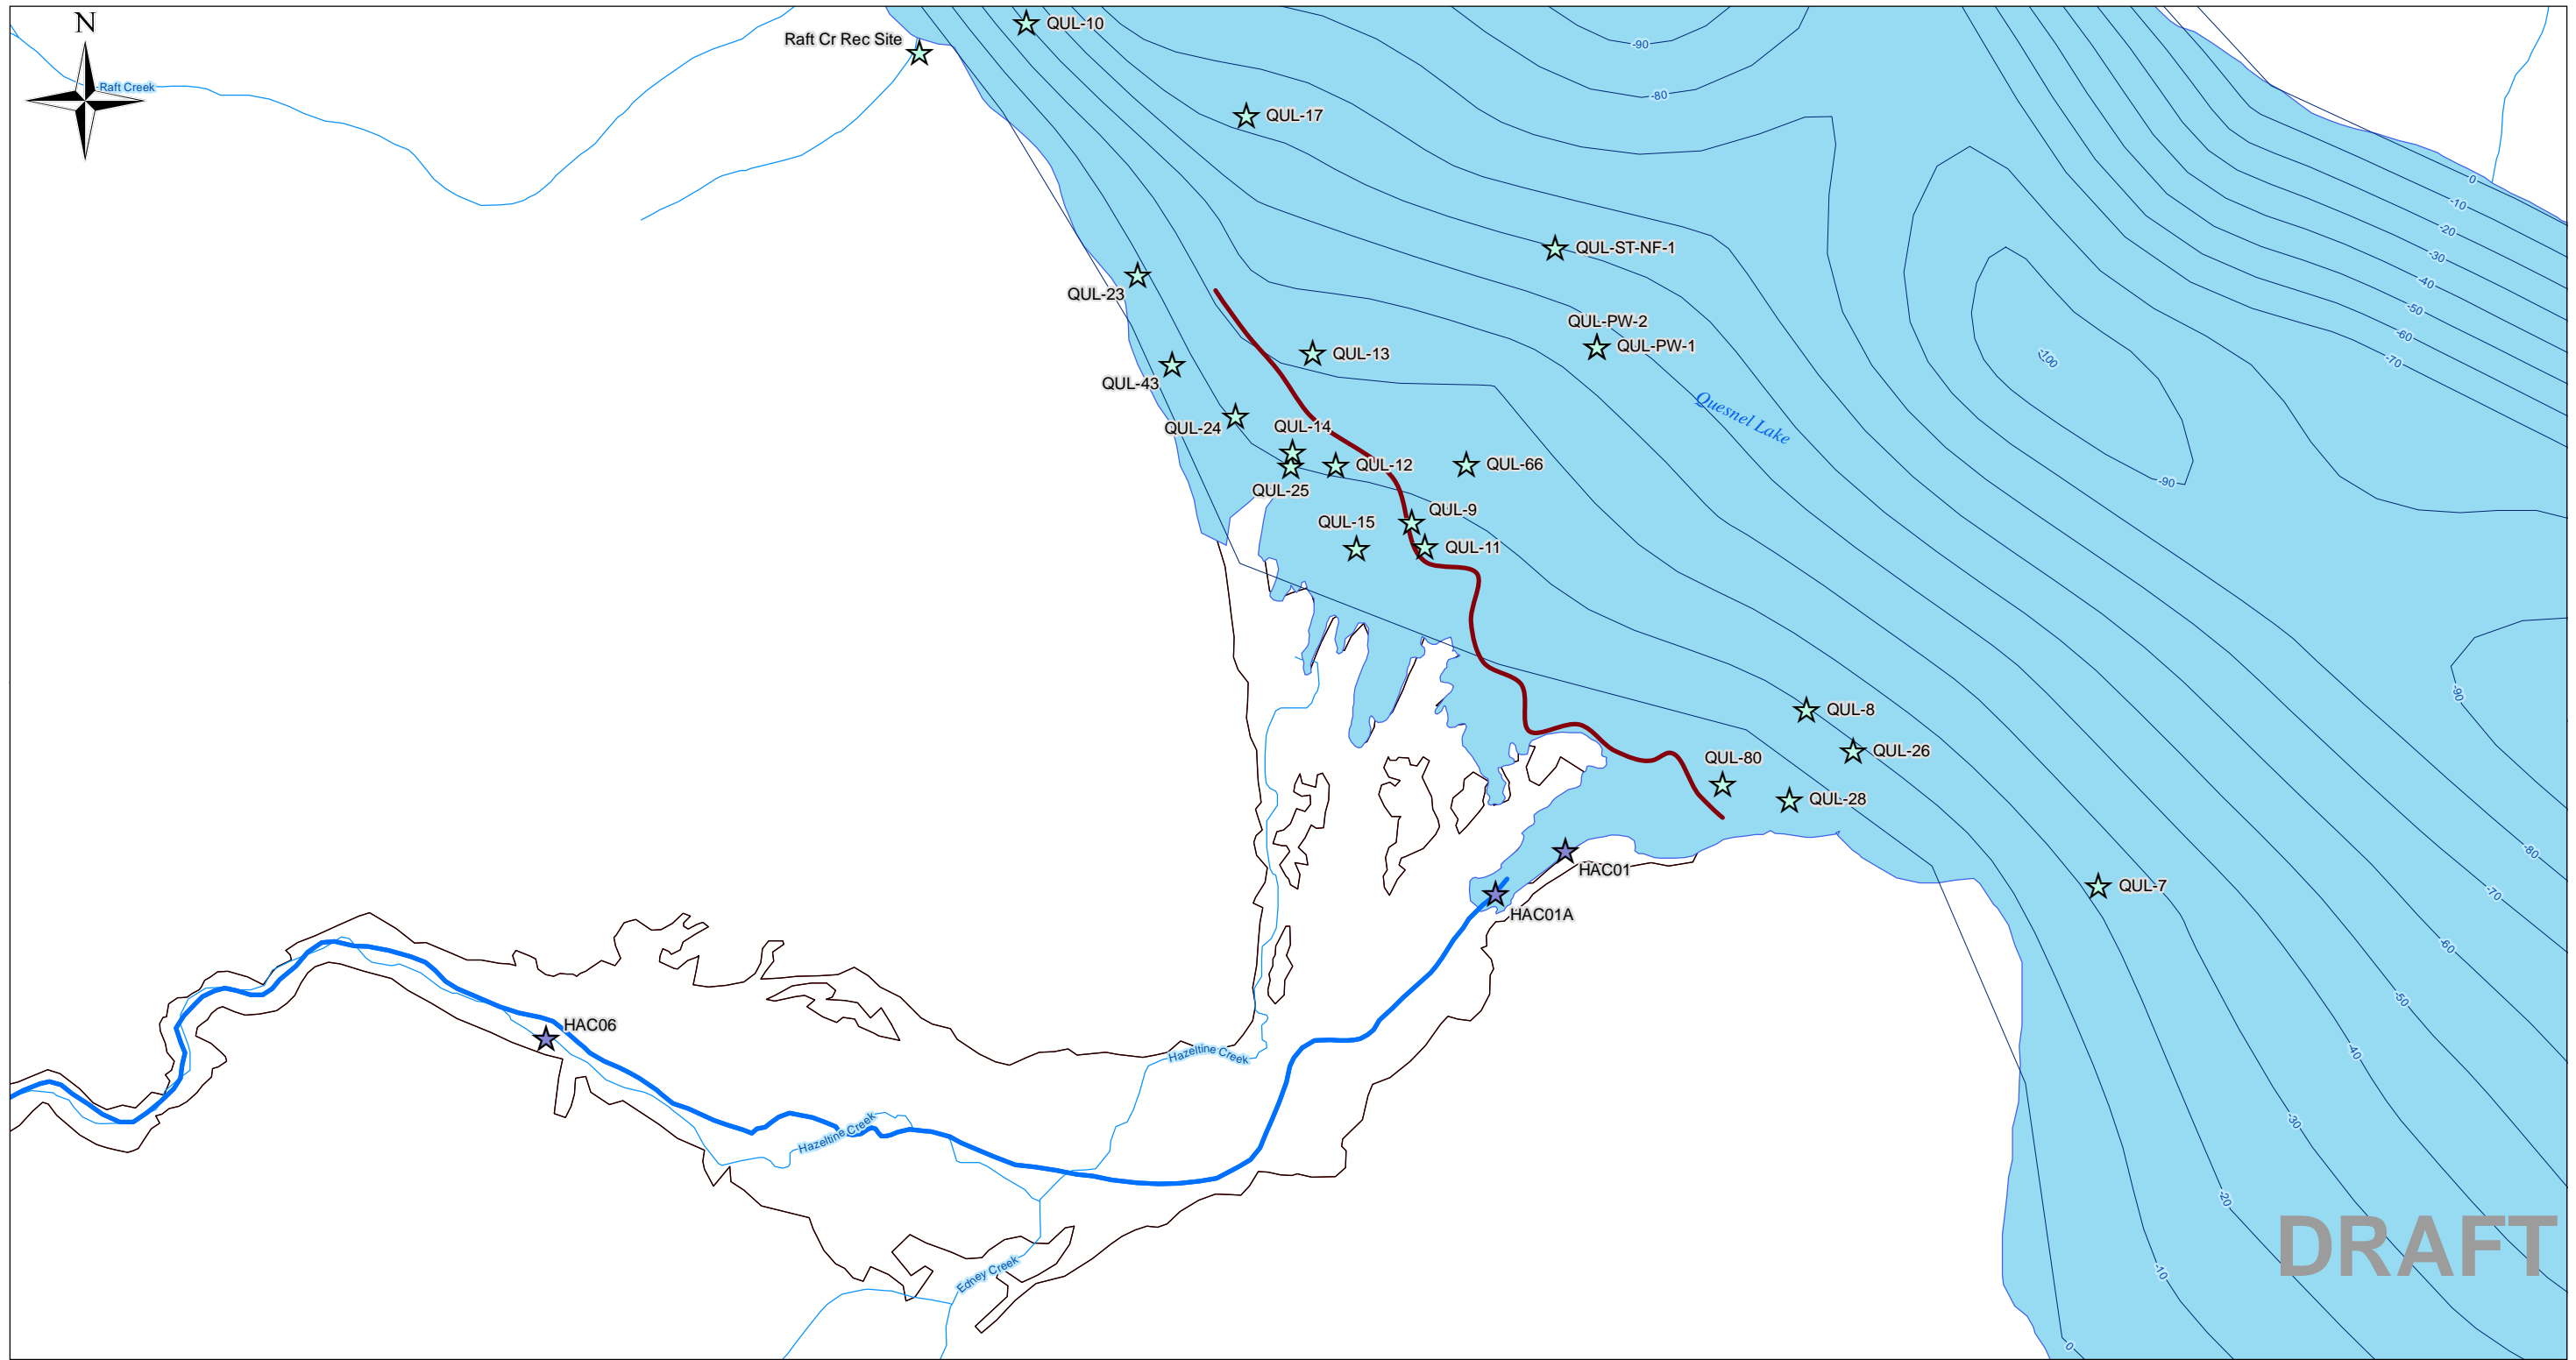 N
QUL-10
Raft Cr Rec Site
-90
Raft Creek
-80
QUL-17
0
-10
-20
QUL-ST-NF-1
-30
-40
QUL-23
-50
QUL-PW-2
-60
QUL-PW-1
QUL-13
-100
-70
QUL-43
Quesnel Lake
QUL-24
QUL-14
QUL-12
QUL-66
-90
QUL-25
QUL-9
QUL-15
QUL-11
-90
QUL-8
QUL-26
QUL-80
QUL-28
-80
HAC01
QUL-7
-70
HAC01A
-60
-50
HAC06
Hazeltine Creek
-40
-30
Hazeltine Creek
-20
DRAFT
Edney Creek
-10
0